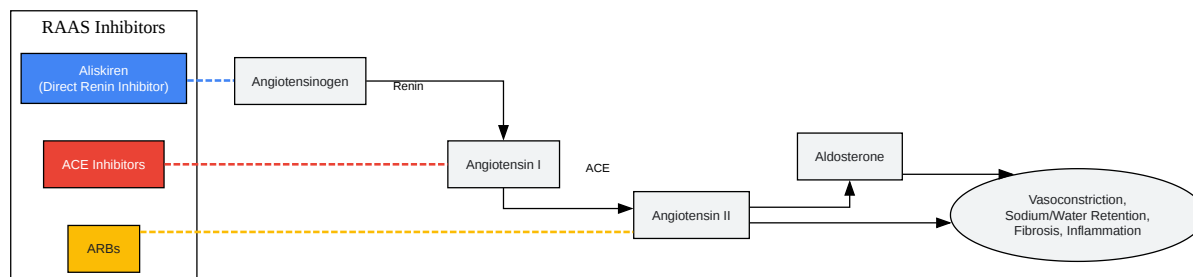 RAAS Inhibitors
Aliskiren
(Direct Renin Inhibitor)
Angiotensinogen
Renin
ACE Inhibitors
Angiotensin I
ACE
Aldosterone
ARBs
Angiotensin II
Vasoconstriction,
Sodium/Water Retention,
Fibrosis, Inflammation